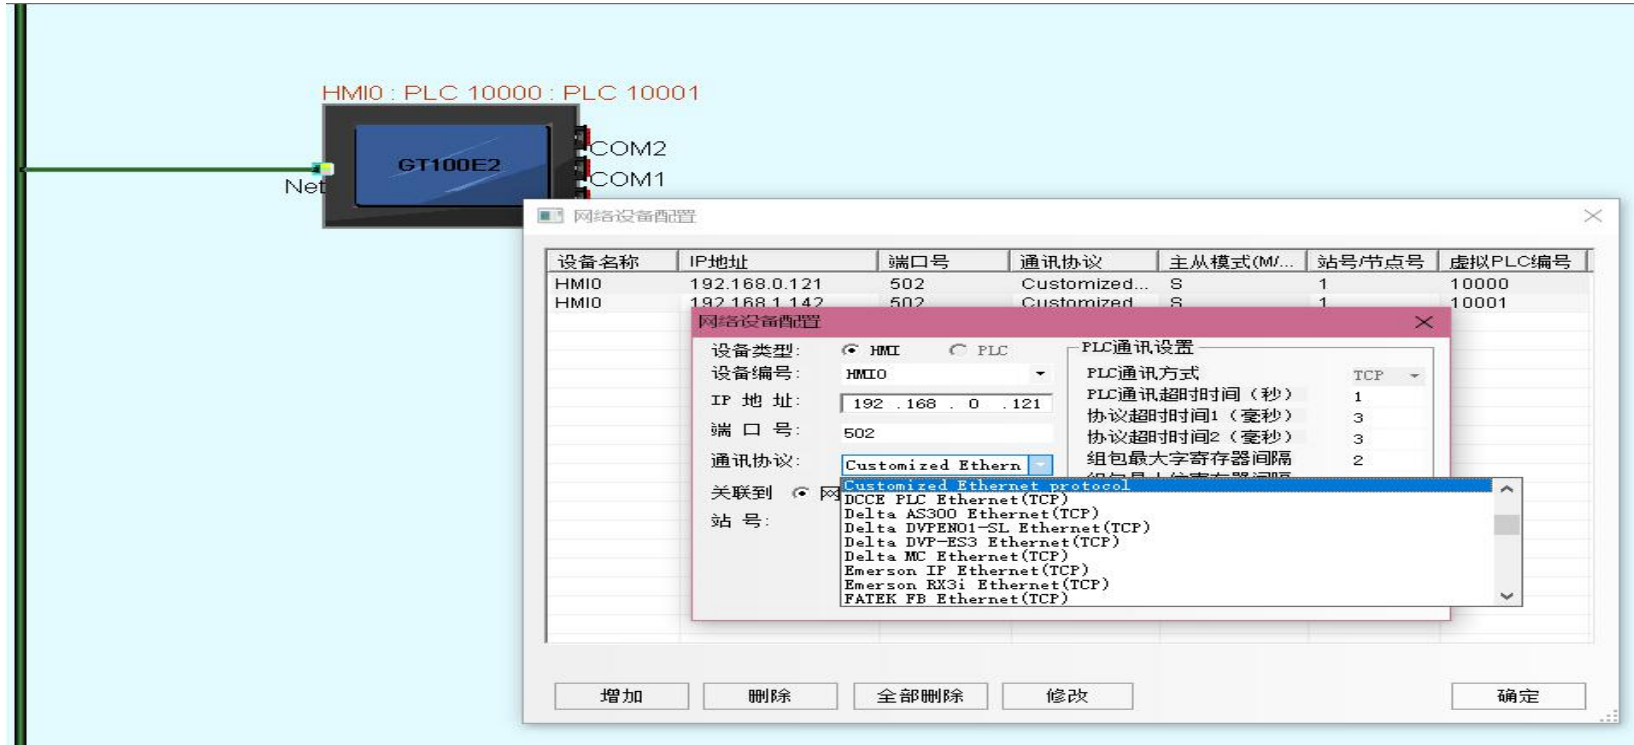 HMI0 : PLC 10000 : PLC 10001
COM2
GT100E2
COM1
Net
网络设备配置
设备名称 IP地址 端口号 通讯协议 主从模式(M/... 站号/节点号 虚拟PLC编号
HMI0 192.168.0.121 502 Customized... S 1 10000
HMI0 192.168.1.142 502 Customized S 1 10001
网络设备配置
设备类型: HMI PLC
设备编号: HMI0
IP 地 址: 192 .168 . 0 .121
端 口 号: 502
通讯协议: Customized Ethern
关联到 网
站 号:
PLC通讯设置
PLC通讯方式 TCP
PLC通讯超时时间(秒) 1
协议超时时间1(毫秒) 3
协议超时时间2(毫秒) 3
组包最大字寄存器间隔 2
Customized Ethernet protocol
DCCE PLC Ethernet(TCP)
Delta AS300 Ethernet(TCP)
Delta DVPEN01-SL Ethernet(TCP)
Delta DVP-ES3 Ethernet(TCP)
Delta MC Ethernet(TCP)
Emerson IP Ethernet(TCP)
Emerson RX3i Ethernet(TCP)
FATEK FB Ethernet(TCP)
增加 删除 全部删除 修改 确定